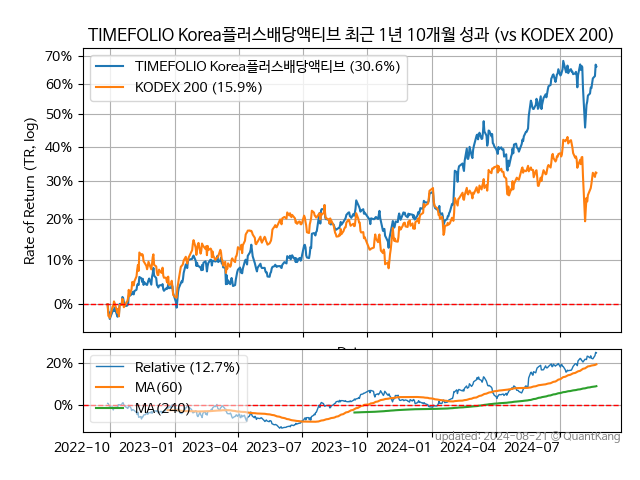 TIMEFOLIO Korea플러스배당액티브 최근 1년 10개월 성과 (vs KODEX 200)
Rate of Return (TR, log)
70%
60%
50%
40%
30%
20%
10%
0%
TIMEFOLIO Korea플러스배당액티브 (30.6%)
KODEX 200 (15.9%)
20%
0%
Relative (12.7%)
MA(60)
MA(240)
2022-10 2023-01 2023-04 2023-07 2023-10 2024-01 2024-04 2024-07
updated: 2024-08-21 © QuantKang